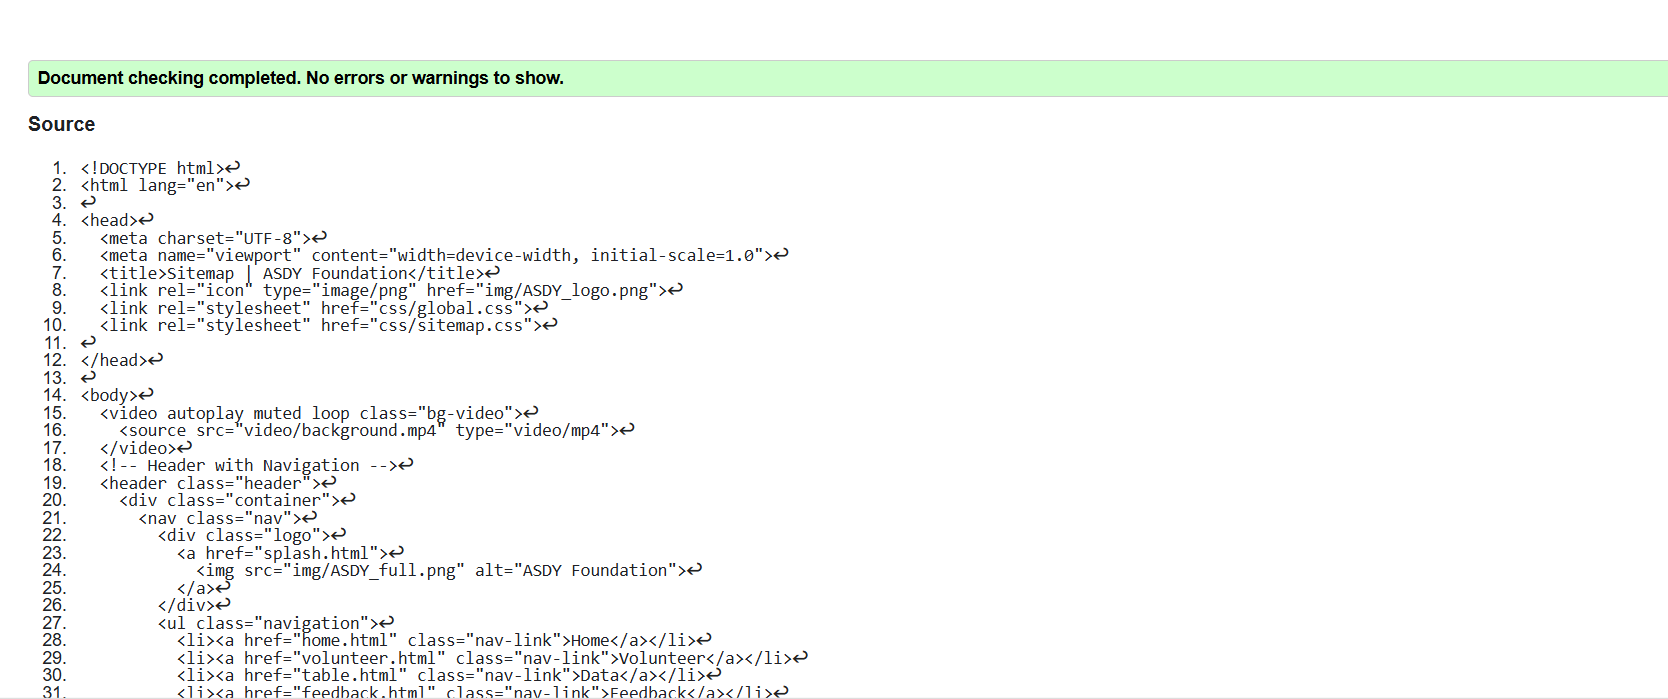 Document checking completed. No errors or warnings to show.
Source
1. <!DOCTYPE html>↩
2. <html lang="en">↩
3. ↩
4. <head>↩
5.   <meta charset="UTF-8">↩
6.   <meta name="viewport" content="width=device-width, initial-scale=1.0">↩
7.   <title>Sitemap | ASDY Foundation</title>↩
8.   <link rel="icon" type="image/png" href="img/ASDY_logo.png">↩
9.   <link rel="stylesheet" href="css/global.css">↩
10.   <link rel="stylesheet" href="css/sitemap.css">↩
11. ↩
12. </head>↩
13. ↩
14. <body>↩
15.   <video autoplay muted loop class="bg-video">↩
16.     <source src="video/background.mp4" type="video/mp4">↩
17.   </video>↩
18.   <!-- Header with Navigation -->↩
19.   <header class="header">↩
20.     <div class="container">↩
21.       <nav class="nav">↩
22.         <div class="logo">↩
23.           <a href="splash.html">↩
24.             <img src="img/ASDY_full.png" alt="ASDY Foundation">↩
25.           </a>↩
26.         </div>↩
27.         <ul class="navigation">↩
28.           <li><a href="home.html" class="nav-link">Home</a></li>↩
29.           <li><a href="volunteer.html" class="nav-link">Volunteer</a></li>↩
30.           <li><a href="table.html" class="nav-link">Data</a></li>↩
31.           <li><a href="feedback.html" class="nav-link">Feedback</a></li>↩